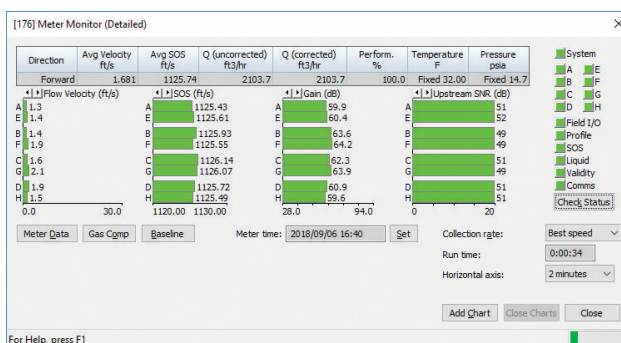 [176] Meter Monitor (Detailed)
Direction Avg Velocity ft/s Avg SOS ft/s Q (uncorrected) ft3/hr Q (corrected) ft3/hr Perform. % Temperature F Pressure psia
Forward 1.681 1125.74 2103.7 2103.7 100.0 Fixed 32.00 Fixed 14.7
Flow Velocity (ft/s) SOS (ft/s) Gain (dB) Upstream SNR (dB)
A 1.3 A 1125.43 A 59.9 A 51
E 1.4 E 1125.61 E 60.4 E 52
B 1.4 B 1125.93 B 63.6 B 49
F 1.9 F 1125.55 F 64.2 F 49
C 1.6 C 1126.14 C 62.3 C 51
G 2.1 G 1126.07 G 63.9 G 49
D 1.9 D 1125.72 D 60.9 D 51
H 1.5 H 1125.49 H 59.6 H 51
0.0 30.0 1120.00 1130.00 28.0 94.0 0 20
System
A E
B F
C G
D H
Field I/O
Profile
SOS
Liquid
Validity
Comms
Check Status
Meter Data Gas Comp Baseline Meter time: 2018/09/06 16:40 Set Collection rate: Best speed
Run time: 0:00:34
Horizontal axis: 2 minutes
Add Chart Close Charts Close
For Help, press F1